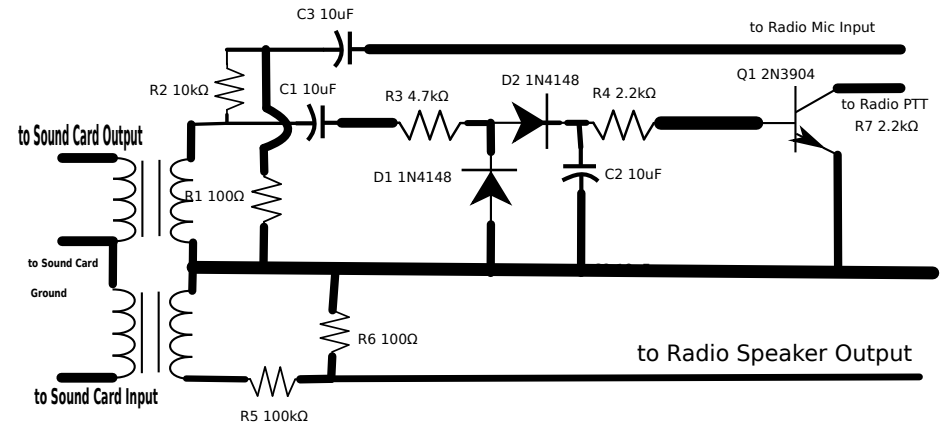 C3 10uF
to Radio Mic Input
R2 10kΩ
C1 10uF
R3 4.7kΩ
D2 1N4148
R4 2.2kΩ
Q1 2N3904
to Radio PTT
R7 2.2kΩ
to Sound Card Output
D1 1N4148
C2 10uF
R1 100Ω
to Sound Card
Ground
R6 100Ω
to Radio Speaker Output
to Sound Card Input
R5 100kΩ